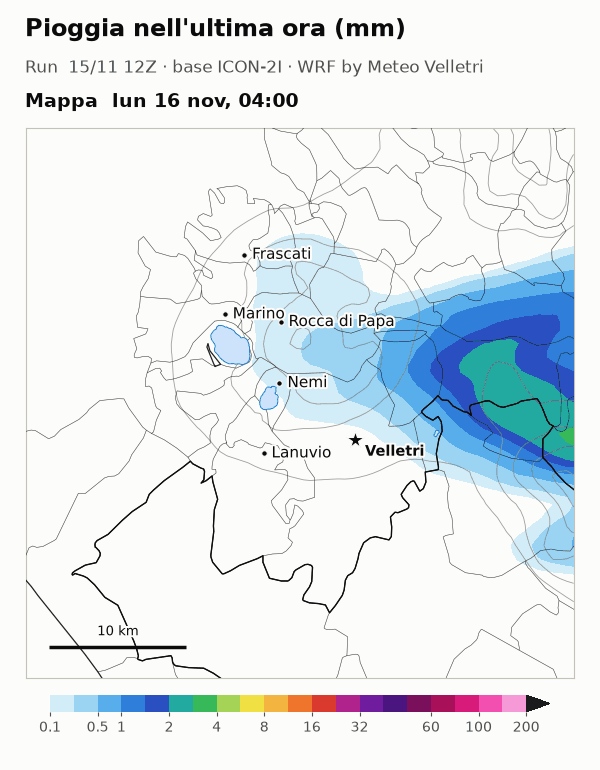 Pioggia nell'ultima ora (mm)
Run  15/11 12Z · base ICON-2I · WRF by Meteo Velletri
Mappa  lun 16 nov, 04:00
Frascati
Marino
Rocca di Papa
Nemi
Velletri
Lanuvio
10 km
0.1 0.5 1 2 4 8 16 32 60 100 200